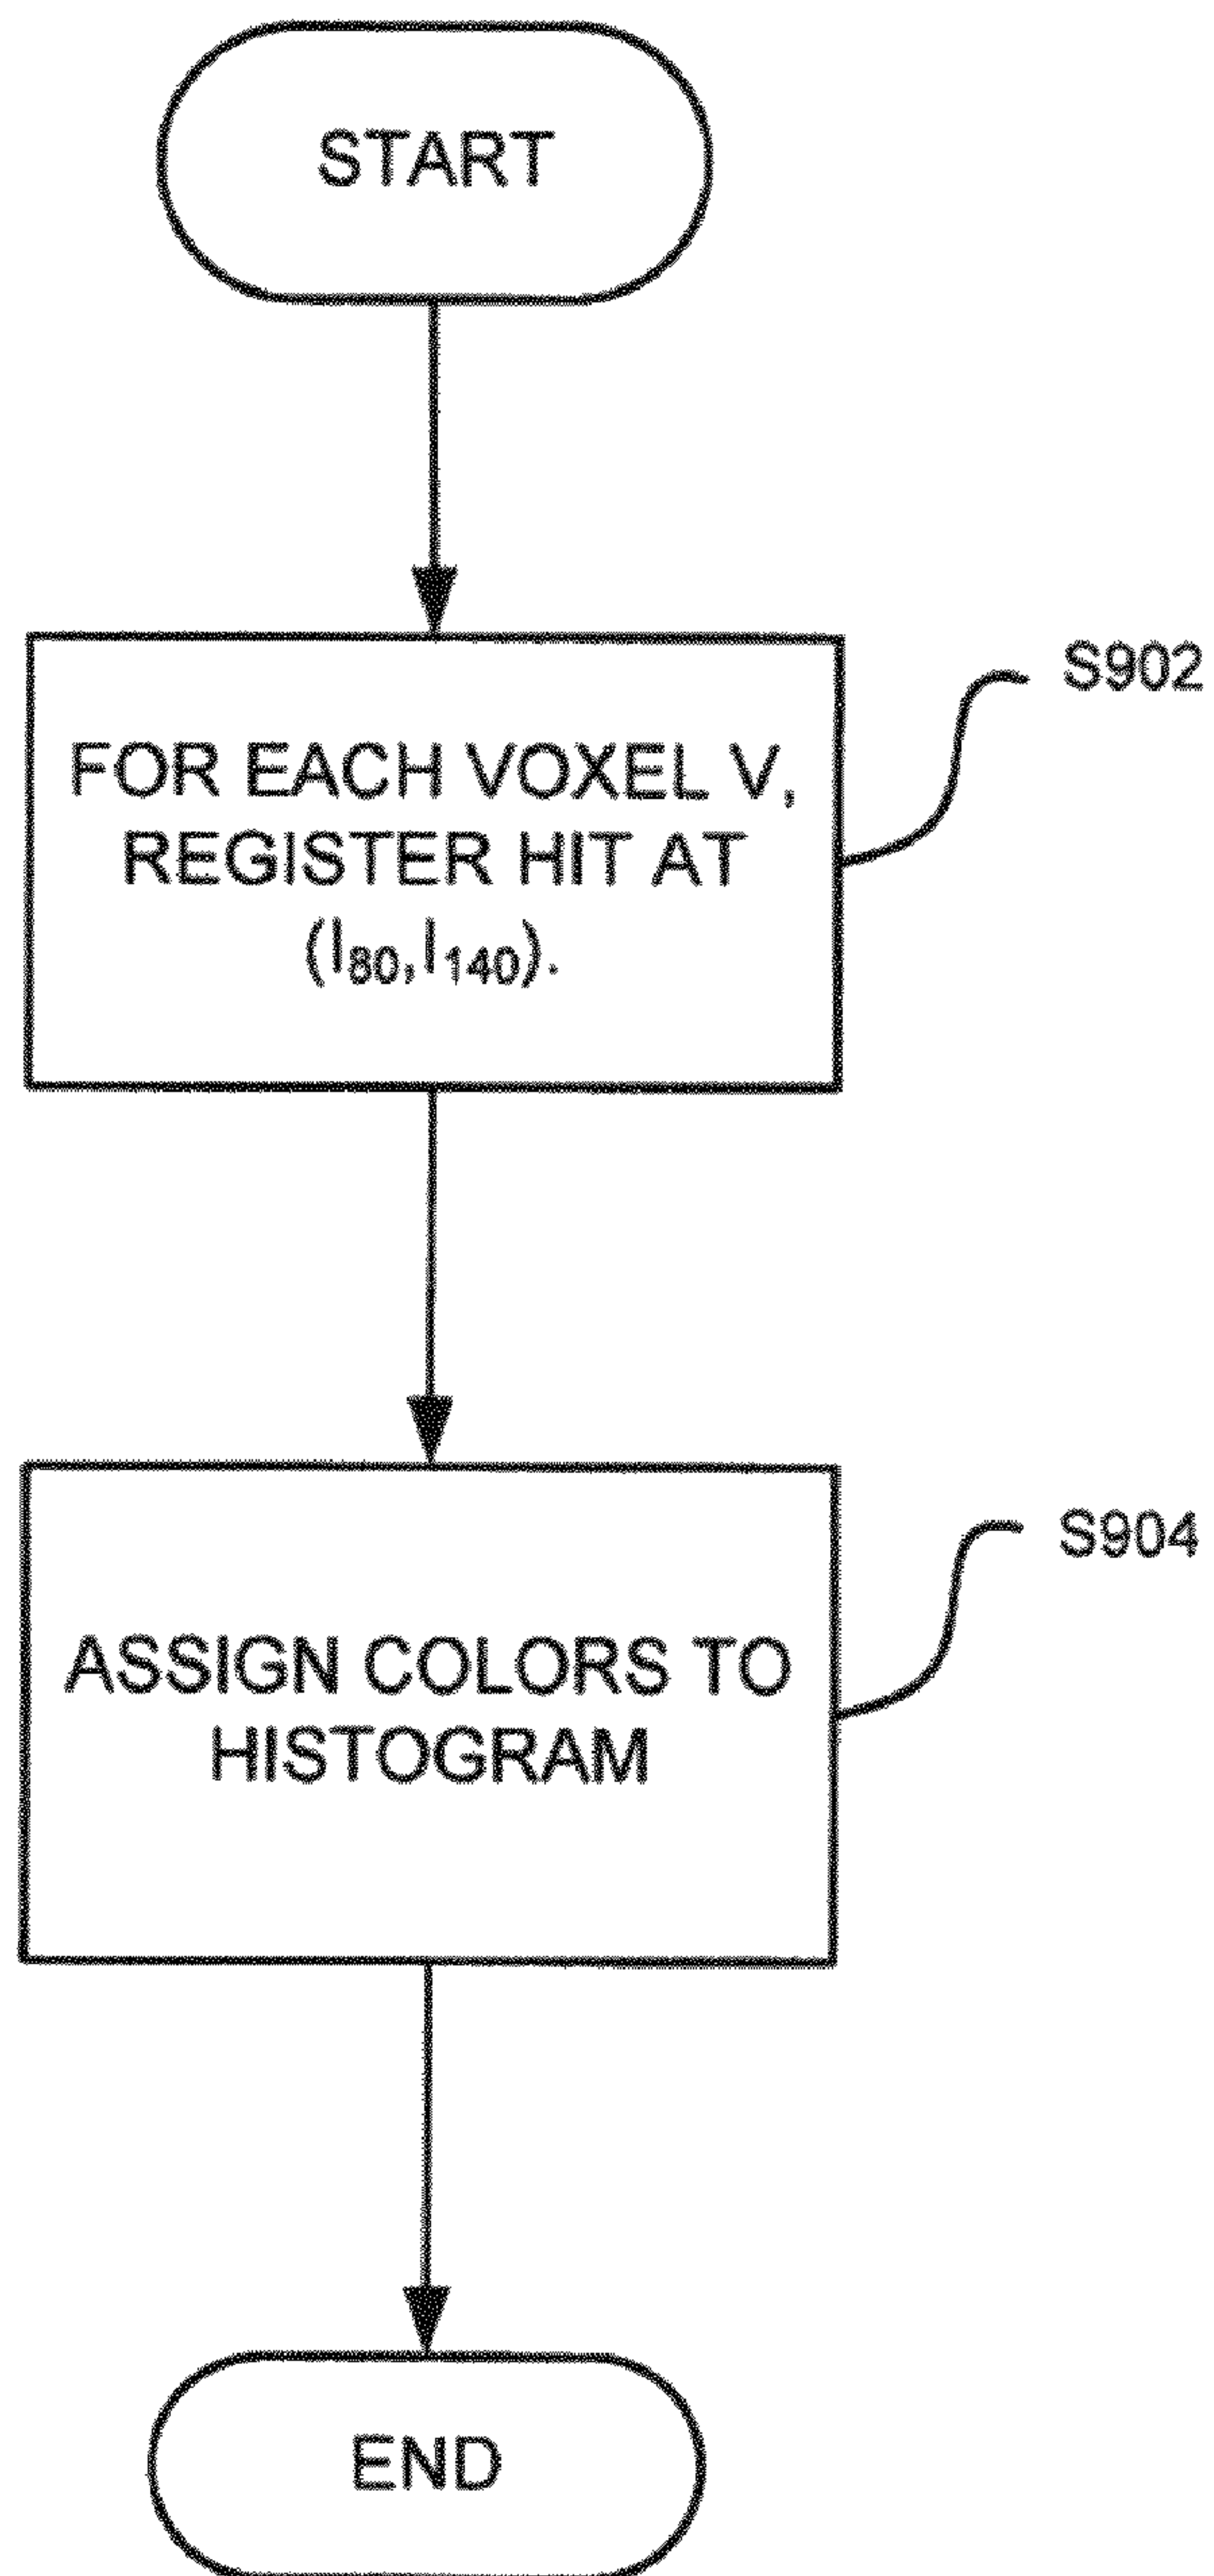 START
S902
FOR EACH VOXEL V,
REGISTER HIT AT
(I80,I140).
S904
ASSIGN COLORS TO
HISTOGRAM
END